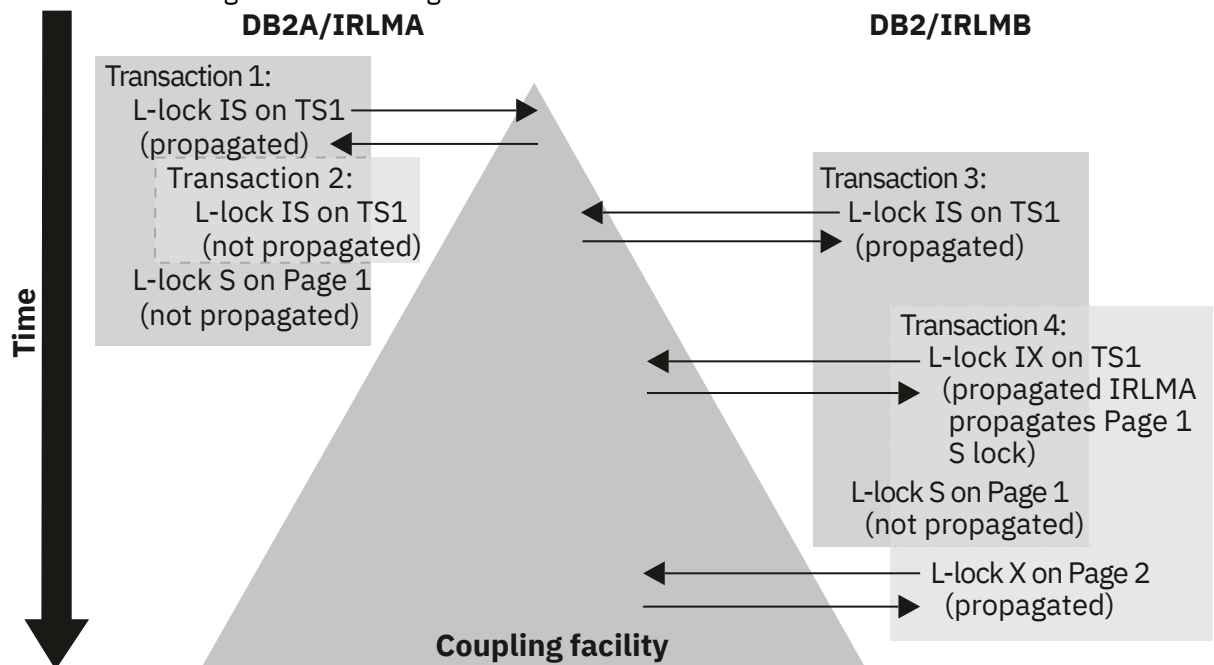 DB2A/IRLMA
DB2/IRLMB
Time
Transaction 1:
L-lock IS on TS1
(propagated)
Transaction 2:
L-lock IS on TS1
(not propagated)
L-lock S on Page 1
(not propagated)
Transaction 3:
L-lock IS on TS1
(propagated)
Transaction 4:
L-lock IX on TS1
(propagated IRLMA
propagates Page 1
S lock)
L-lock S on Page 1
(not propagated)
L-lock X on Page 2
(propagated)
Coupling facility